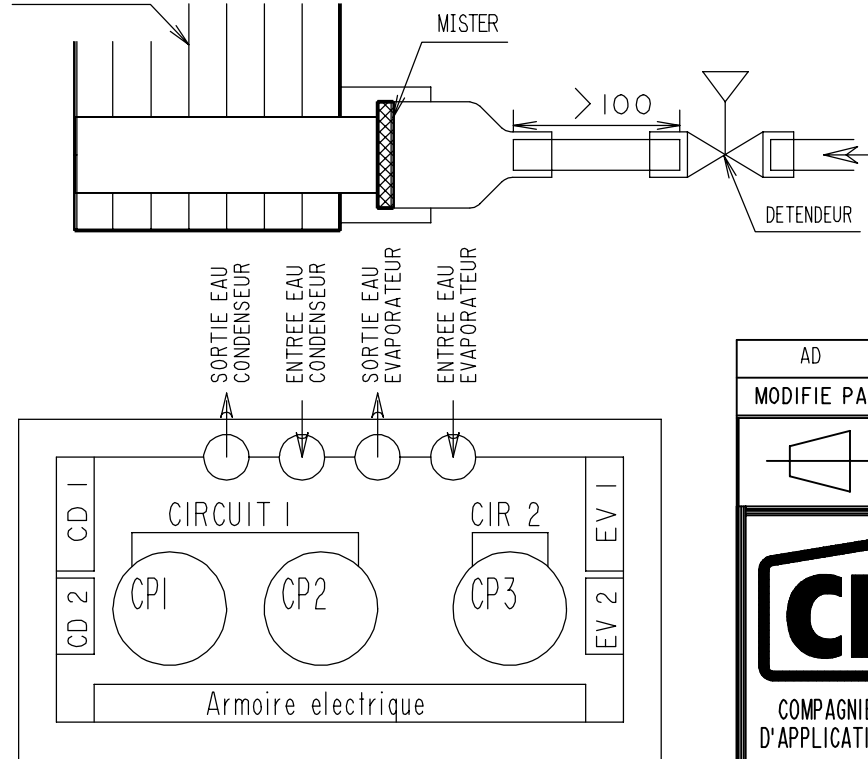 MISTER
>100
DETENDEUR
SORTIE EAU
CONDENSEUR
ENTREE EAU
CONDENSEUR
SORTIE EAU
EVAPORATEUR
ENTREE EAU
EVAPORATEUR
AD
MODIFIE PA
CD 1
CIRCUIT 1
CIR 2
EV 1
CP1
CP2
CP3
CD 2
EV 2
Armoire electrique
COMPAGNIE
D'APPLICATI